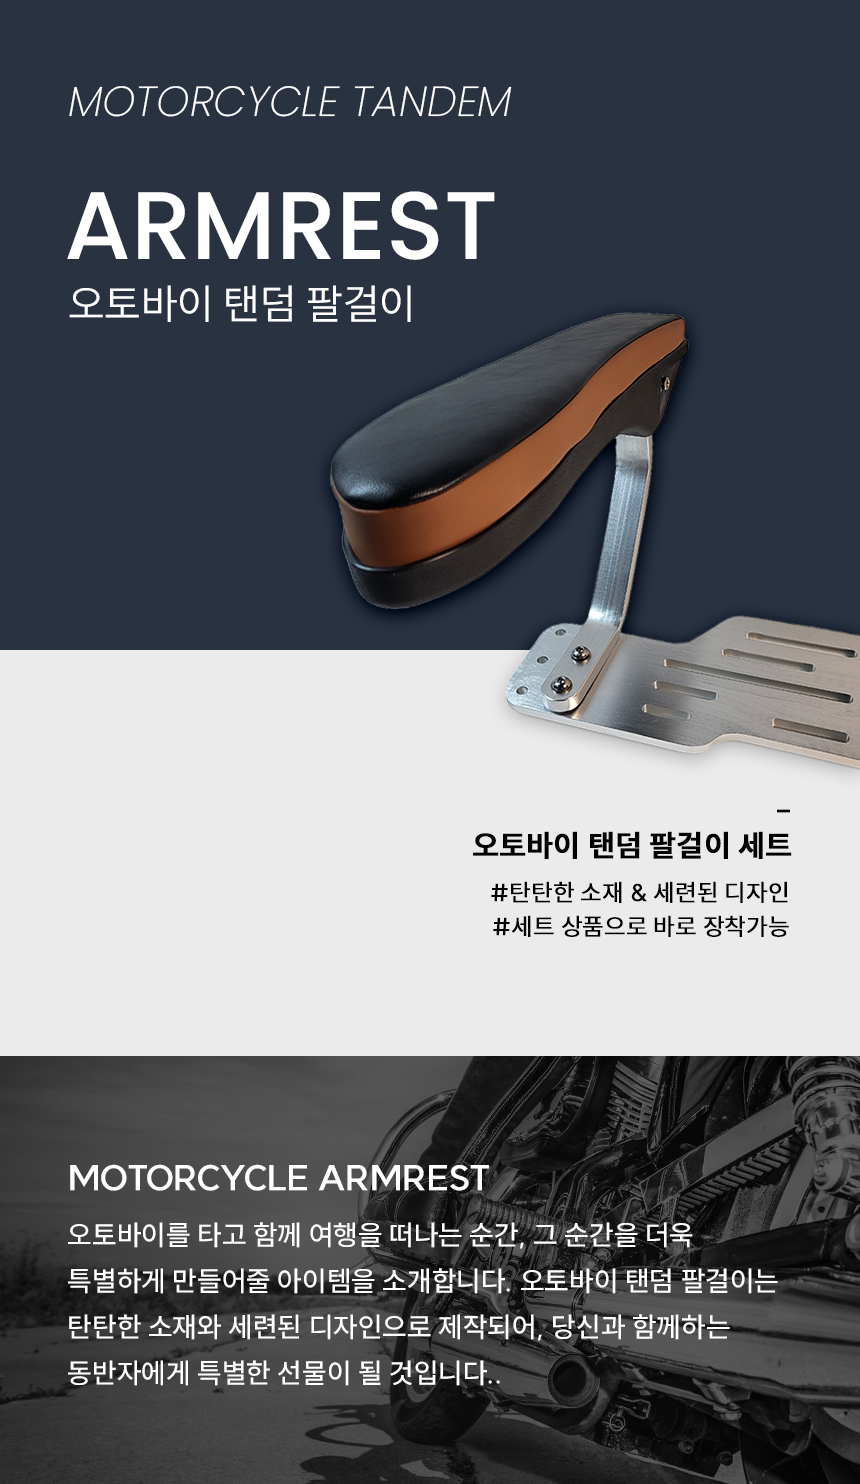 MOTORCYCLE TANDEM
ARMREST
오토바이 탠덤 팔걸이
오토바이 탠덤 팔걸이 세트
#탄탄한 소재 & 세련된 디자인
#세트 상품으로 바로 장착가능
MOTORCYCLE ARMREST
오토바이를 타고 함께 여행을 떠나는 순간, 그 순간을 더욱
특별하게 만들어줄 아이템을 소개합니다. 오토바이 탠덤 팔걸이는
탄탄한 소재와 세련된 디자인으로 제작되어, 당신과 함께하는
동반자에게 특별한 선물이 될 것입니다..